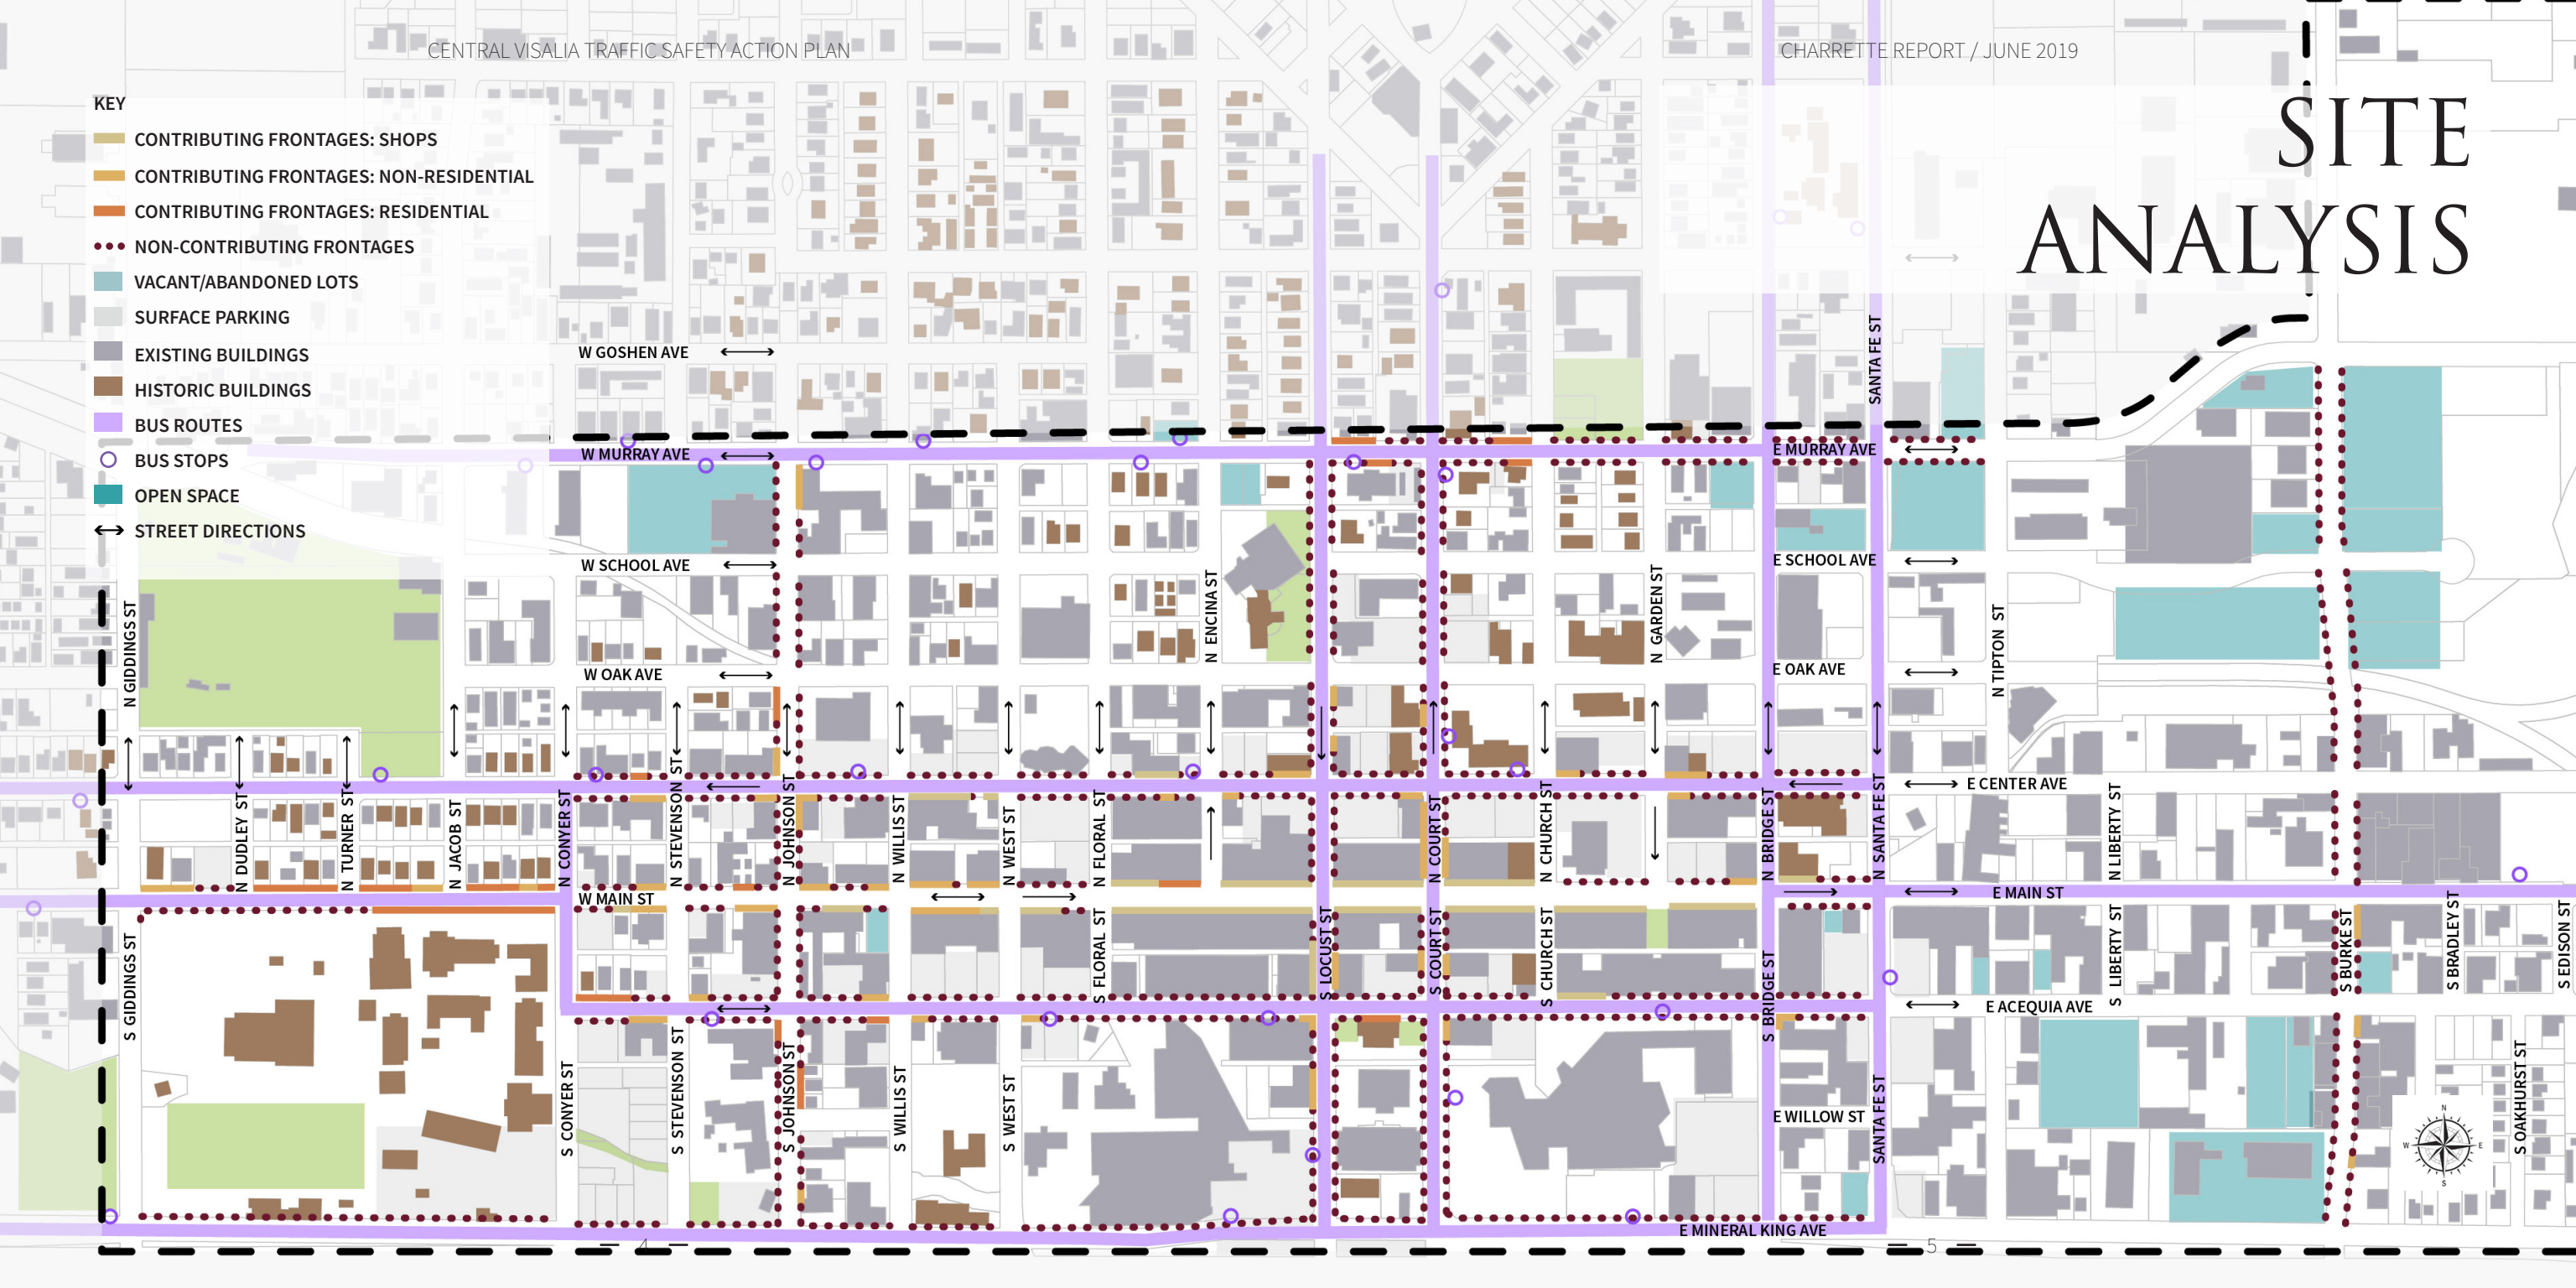 CENTRAL VISALIA TRAFFIC SAFETY ACTION PLAN
CHARRETTE REPORT / JUNE 2019
SITE
ANALYSIS
KEY
CONTRIBUTING FRONTAGES: SHOPS
CONTRIBUTING FRONTAGES: NON-RESIDENTIAL
CONTRIBUTING FRONTAGES: RESIDENTIAL
NON-CONTRIBUTING FRONTAGES
VACANT/ABANDONED LOTS
SURFACE PARKING
EXISTING BUILDINGS
HISTORIC BUILDINGS
BUS ROUTES
BUS STOPS
OPEN SPACE
STREET DIRECTIONS
W GOSHEN AVE
SANTA FE ST
W MURRAY AVE
E MURRAY AVE
W SCHOOL AVE
E SCHOOL AVE
N GIDDINGS ST
N ENCINA ST
N GARDEN ST
N TIPTON ST
W OAK AVE
E OAK AVE
E CENTER AVE
N DUDLEY ST
N TURNER ST
N JACOB ST
N CONYER ST
N STEVENSON ST
N JOHNSON ST
N WILLIS ST
N WEST ST
N FLORAL ST
N COURT ST
N CHURCH ST
N BRIDGE ST
N SANTA FE ST
N LIBERTY ST
W MAIN ST
E MAIN ST
S GIDDINGS ST
S FLORAL ST
S LOCUST ST
S COURT ST
S CHURCH ST
S BRIDGE ST
S LIBERTY ST
S BURKE ST
S BRADLEY ST
S EDISON ST
E ACEQUIA AVE
S CONYER ST
S STEVENSON ST
S JOHNSON ST
S WILLIS ST
S WEST ST
SANTA FE ST
E WILLOW ST
S OAKHURST ST
N
W E
S
E MINERAL KING AVE
4
5